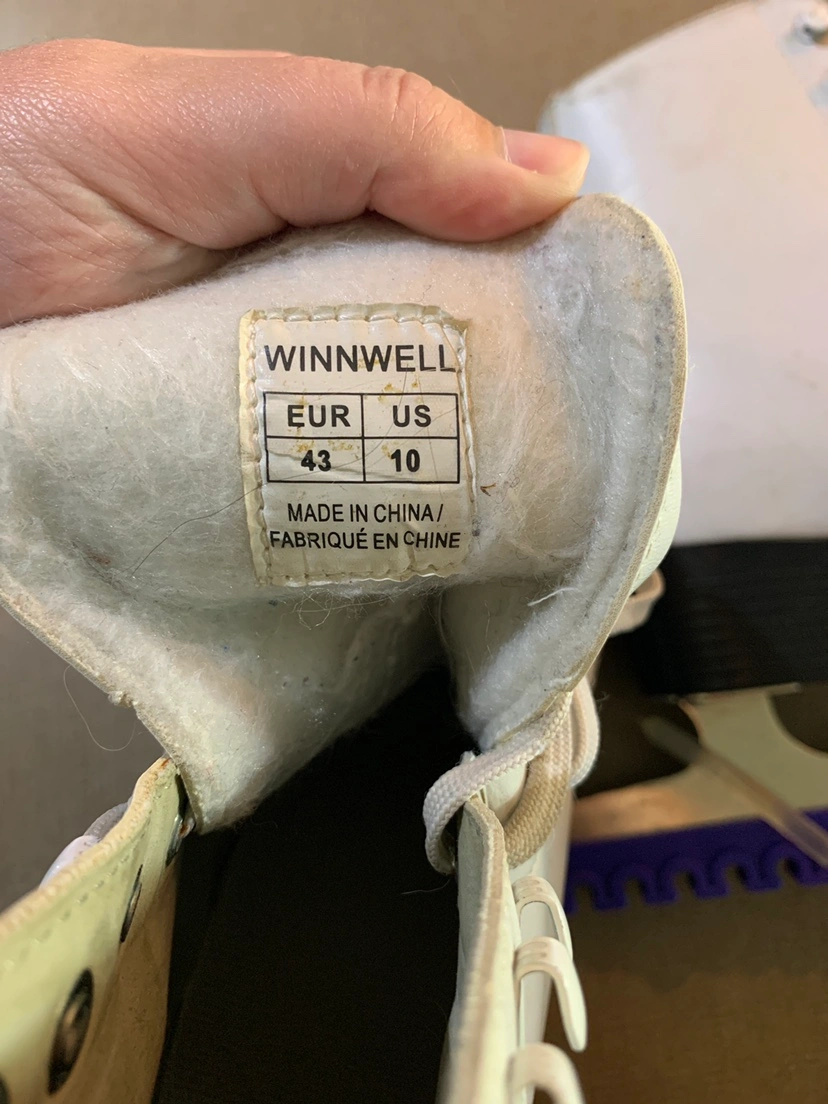 WINNWELL
EUR US
43 10
MADE IN CHINA /
FABRIQUÉ EN CHINE